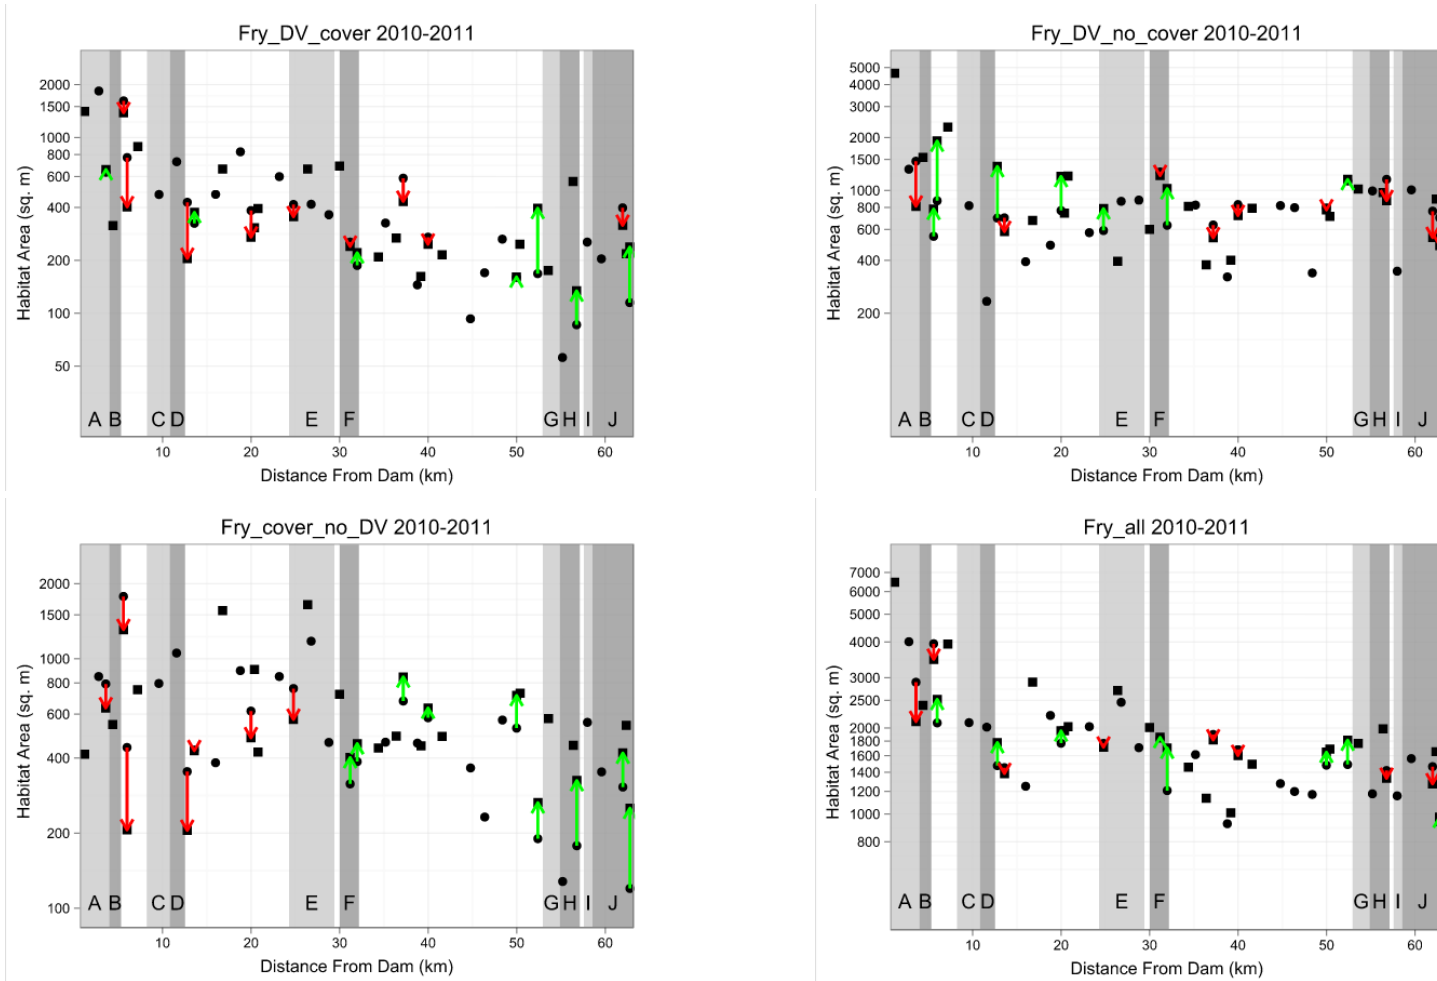 Fry_DV_cover 2010-2011
Habitat Area (sq. m)
2000
1500
1000
800
600
400
200
100
50
A B C D E F G H I J
10 20 30 40 50 60
Distance From Dam (km)
Fry_DV_no_cover 2010-2011
Habitat Area (sq. m)
5000
4000
3000
2000
1500
1000
800
600
400
200
A B C D E F G H I J
10 20 30 40 50 60
Distance From Dam (km)
Fry_cover_no_DV 2010-2011
Habitat Area (sq. m)
2000
1500
1000
800
600
400
200
100
A B C D E F G H I J
10 20 30 40 50 60
Distance From Dam (km)
Fry_all 2010-2011
Habitat Area (sq. m)
7000
6000
5000
4000
3000
2500
2000
1800
1600
1400
1200
1000
800
A B C D E F G H I J
10 20 30 40 50 60
Distance From Dam (km)